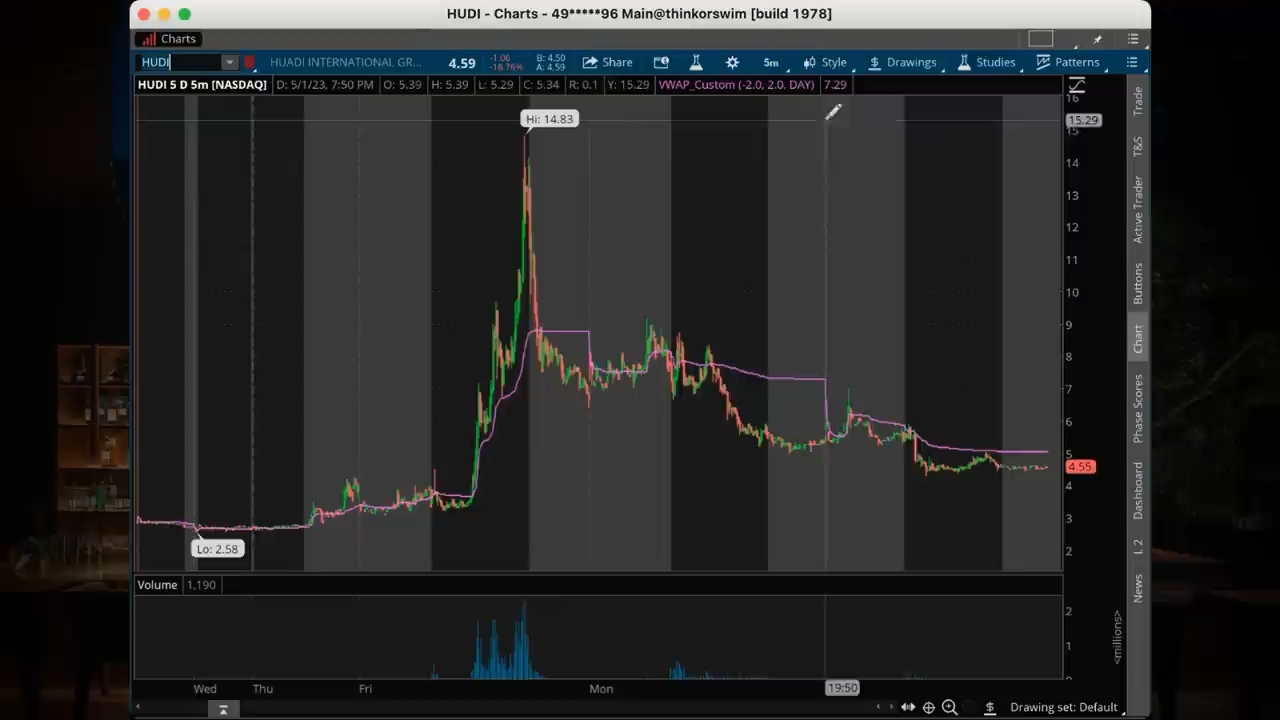 HUDI - Charts - 49*****96 Main@thinkorswim [build 1978]
Charts
HUDI HUADI INTERNATIONAL GR... 4.59 -1.06 -18.76% B: 4.50 A: 4.59 Share 5m Style Drawings Studies Patterns
HUDI 5 D 5m [NASDAQ] D: 5/1/23, 7:50 PM O: 5.39 H: 5.39 L: 5.29 C: 5.34 R: 0.1 Y: 15.29 VWAP_Custom (-2.0, 2.0, DAY) 7.29
Hi: 14.83
Lo: 2.58
16
15.29
15
14
13
12
11
10
9
8
7
6
5
4.55
4
3
2
Volume 1,190
2
1
0
<millions>
Wed Thu Fri Mon 19:50
Drawing set: Default
Trade
T&S
Active Trader
Buttons
Chart
Phase Scores
Dashboard
L 2
News